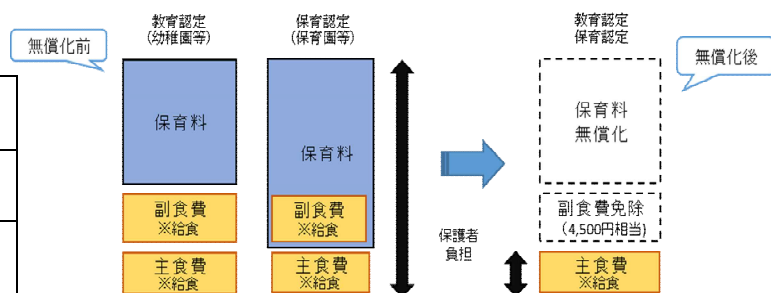 無償化前
教育認定
(幼稚園等)
保育料
副食費
※給食
主食費
※給食
保育認定
(保育園等)
保育料
副食費
※給食
主食費
※給食
保護者
負担
教育認定
保育認定
無償化後
保育料
無償化
副食費免除
(4,500円相当)
主食費
※給食